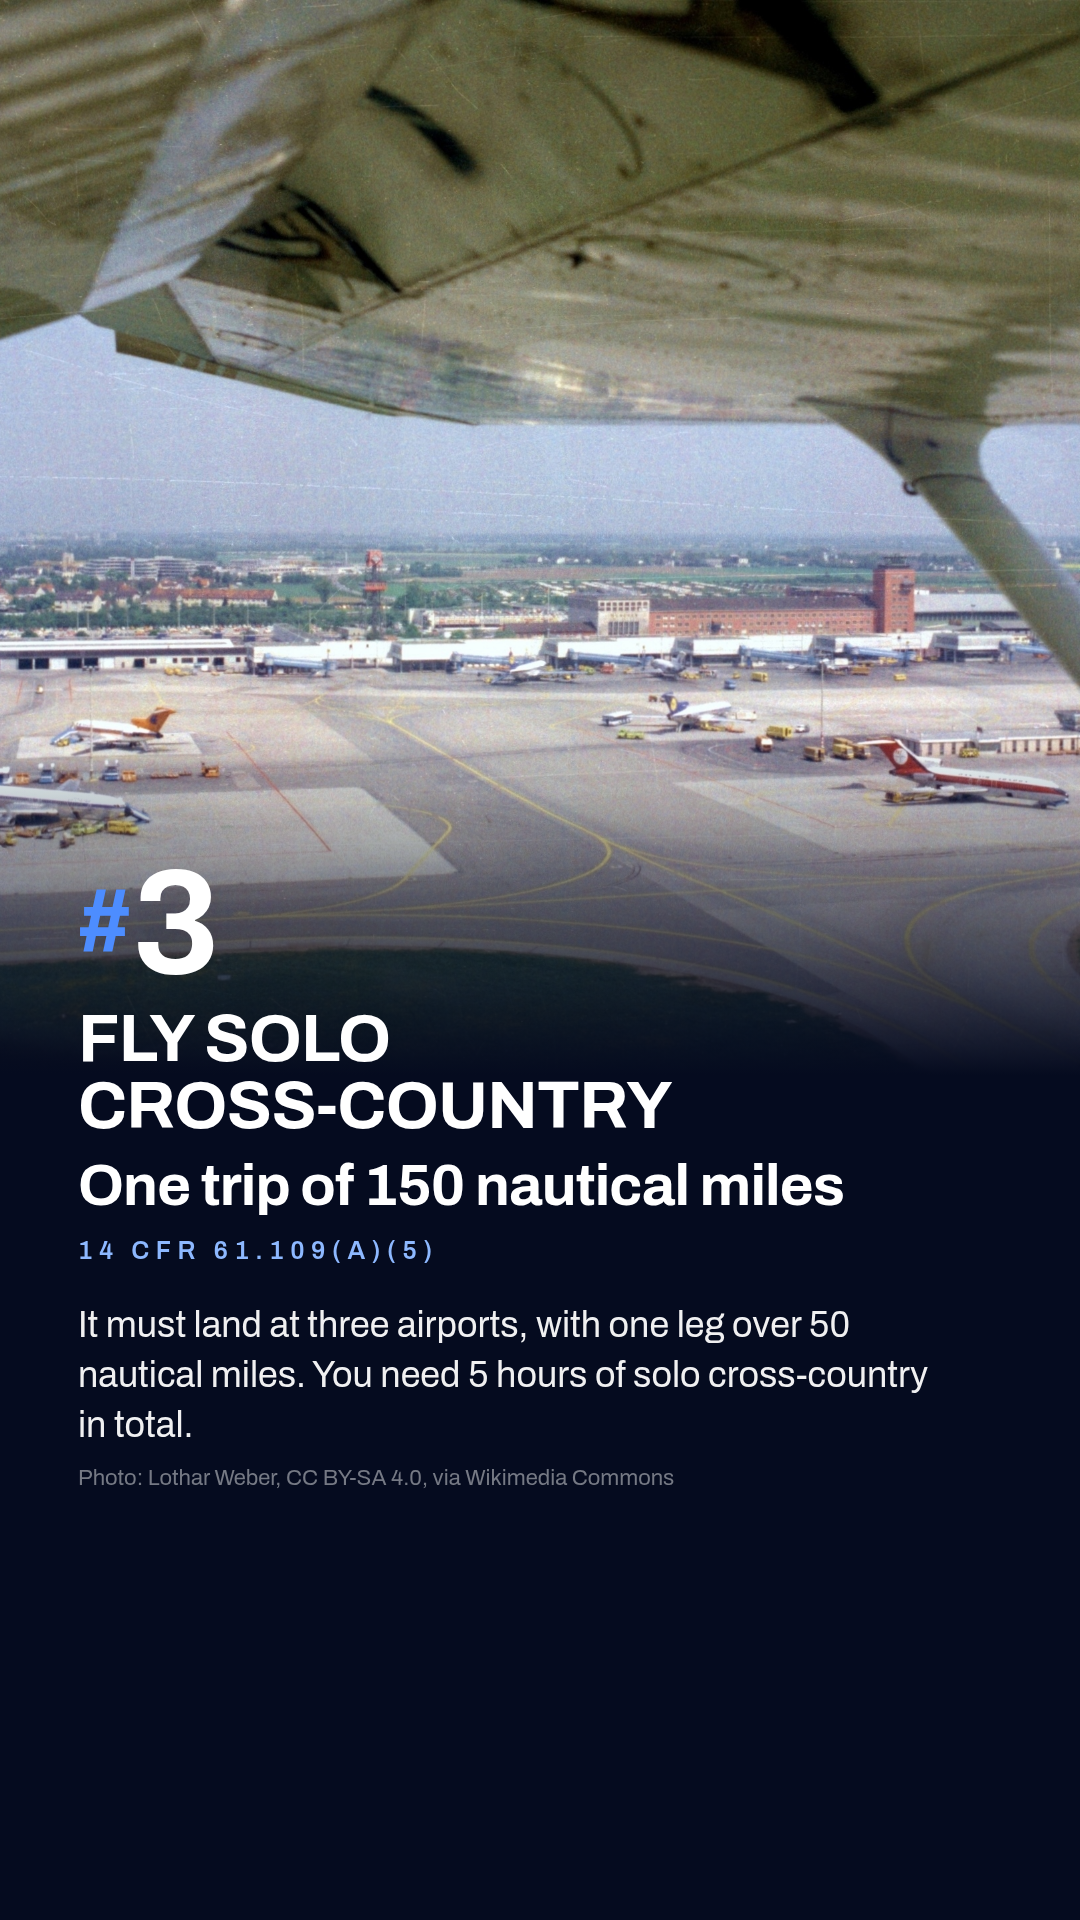 #3
FLY SOLO
CROSS-COUNTRY
One trip of 150 nautical miles
14 CFR 61.109(A)(5)
It must land at three airports, with one leg over 50
nautical miles. You need 5 hours of solo cross-country
in total.
Photo: Lothar Weber, CC BY-SA 4.0, via Wikimedia Commons